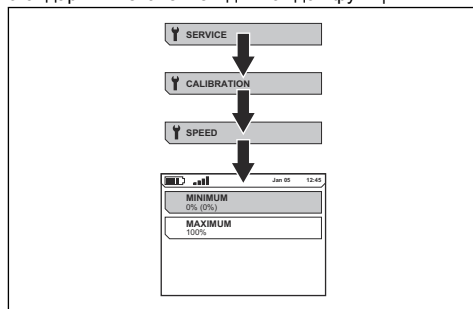 SERVICE
CALIBRATION
SPEED
Jan 05 12:45
MINIMUM
0% (0%)
MAXIMUM
100%